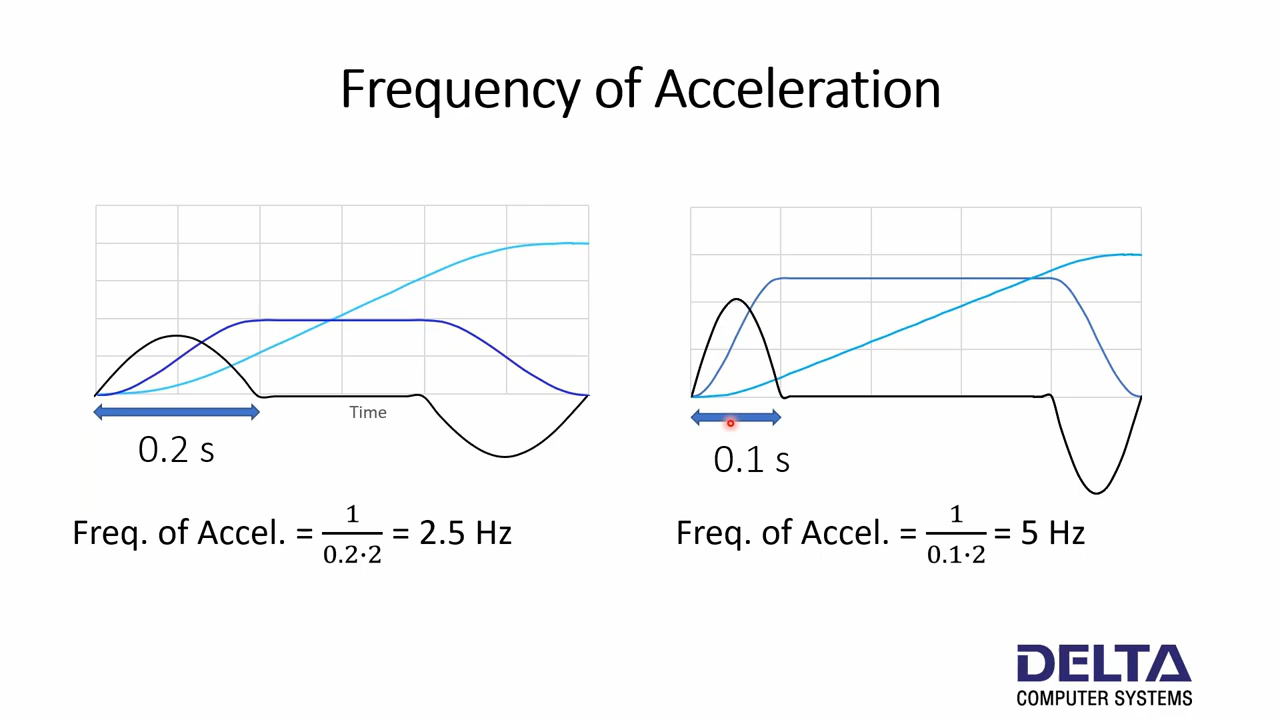 Frequency of Acceleration
Time
0.2 s
0.1 s
Freq. of Accel. = 1/(0.2·2) = 2.5 Hz
Freq. of Accel. = 1/(0.1·2) = 5 Hz
DELTA
COMPUTER SYSTEMS